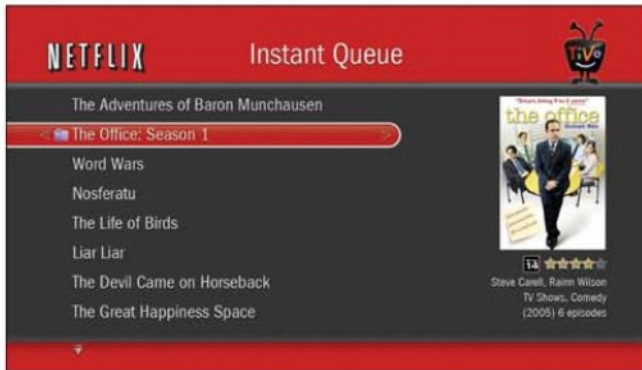 NETFLIX
Instant Queue
TiVo
The Adventures of Baron Munchausen
The Office: Season 1
Word Wars
Nosferatu
The Life of Birds
Liar Liar
The Devil Came on Horseback
The Great Happiness Space
the office
14
Steve Carell, Rainn Wilson
TV Shows, Comedy
(2005) 6 episodes